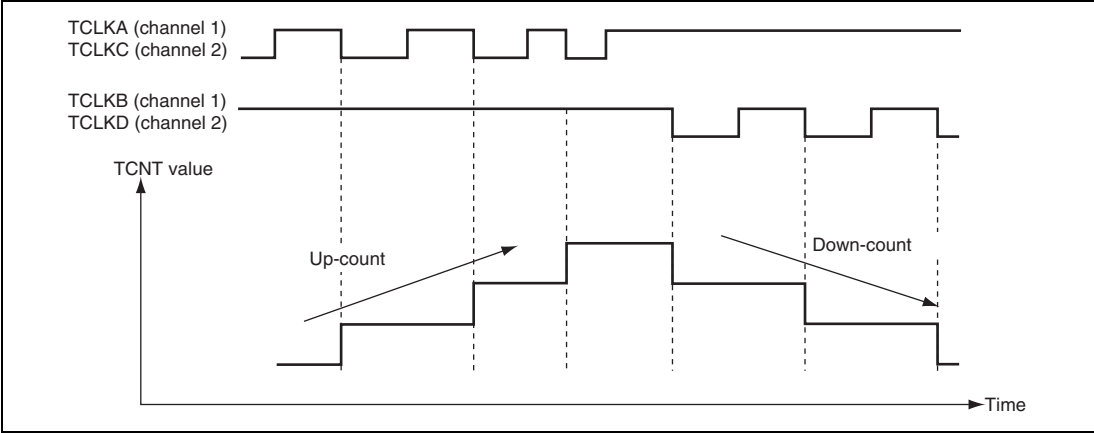 TCLKA (channel 1)
TCLKC (channel 2)
TCLKB (channel 1)
TCLKD (channel 2)
TCNT value
Up-count
Down-count
Time